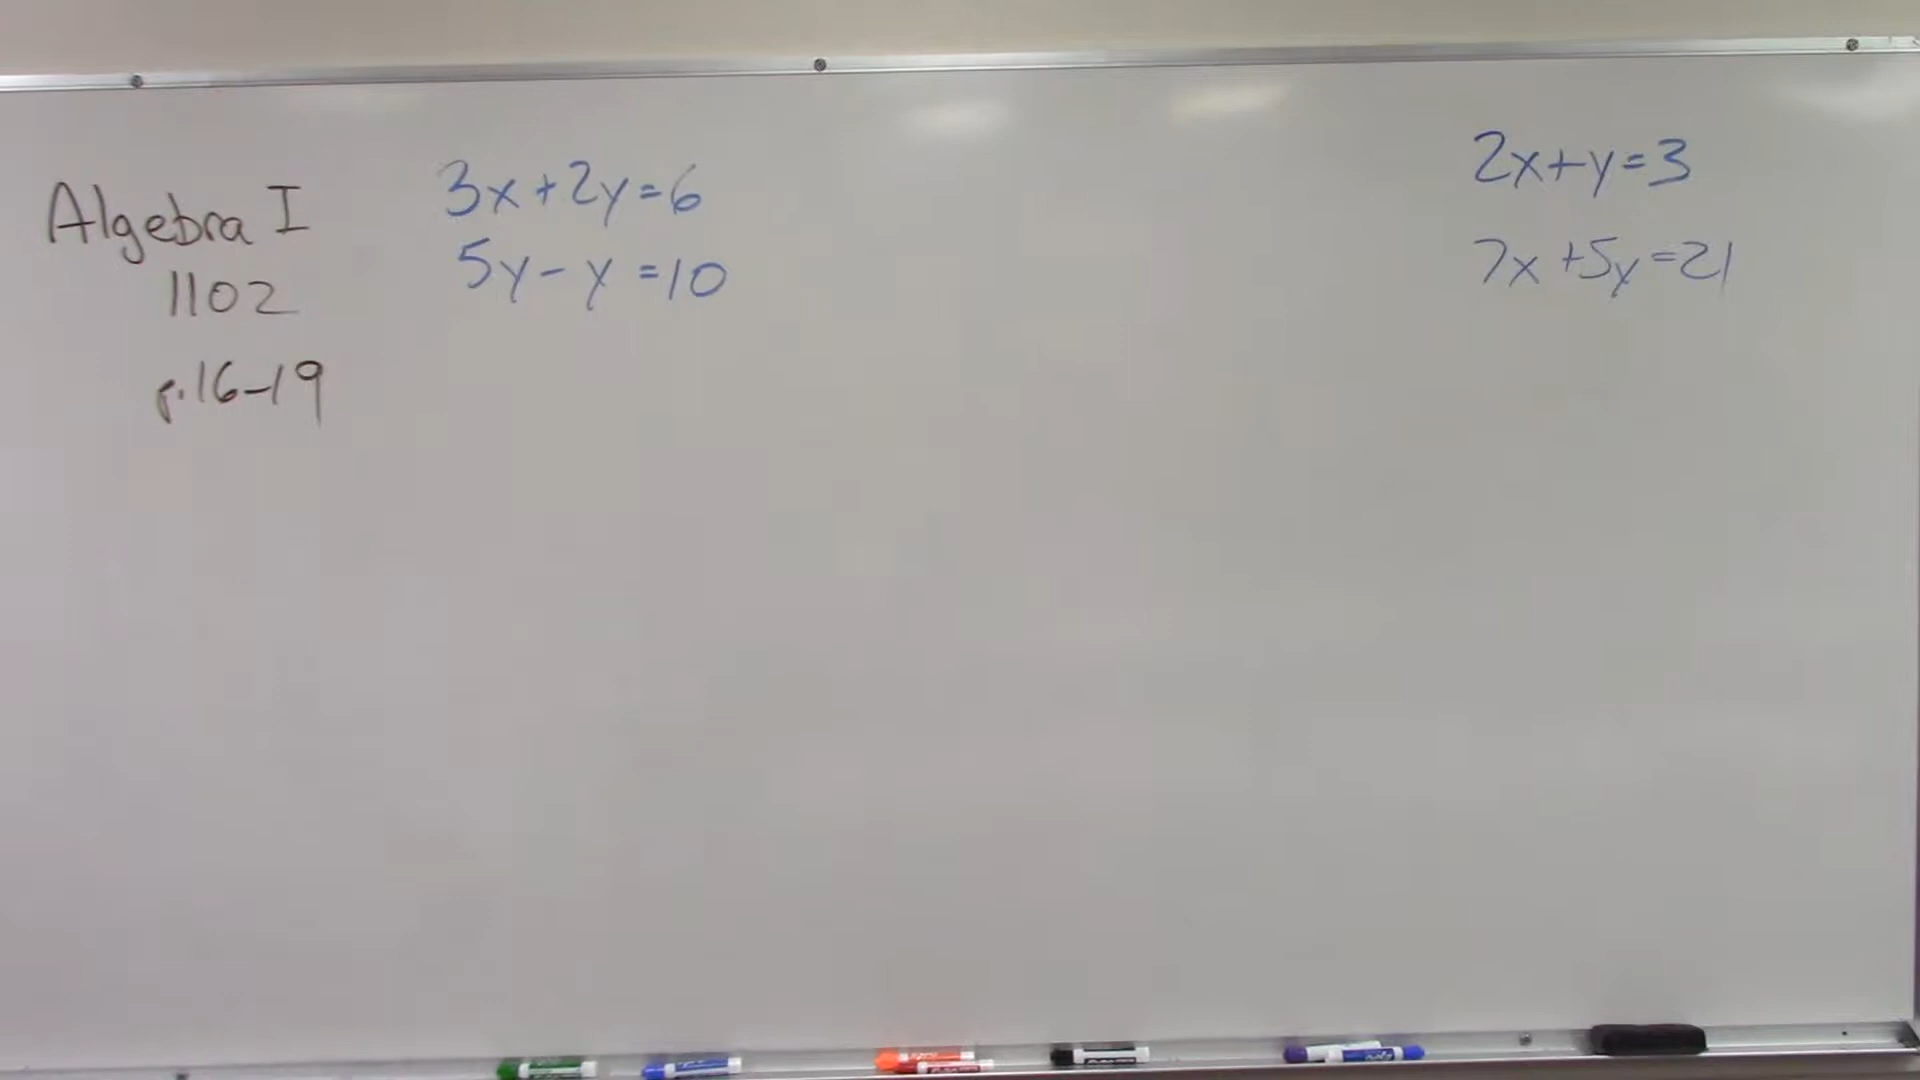 Algebra I
1102
p.16-19
3x+2y=6
5y-y=10
2x+y=3
7x+5y=21